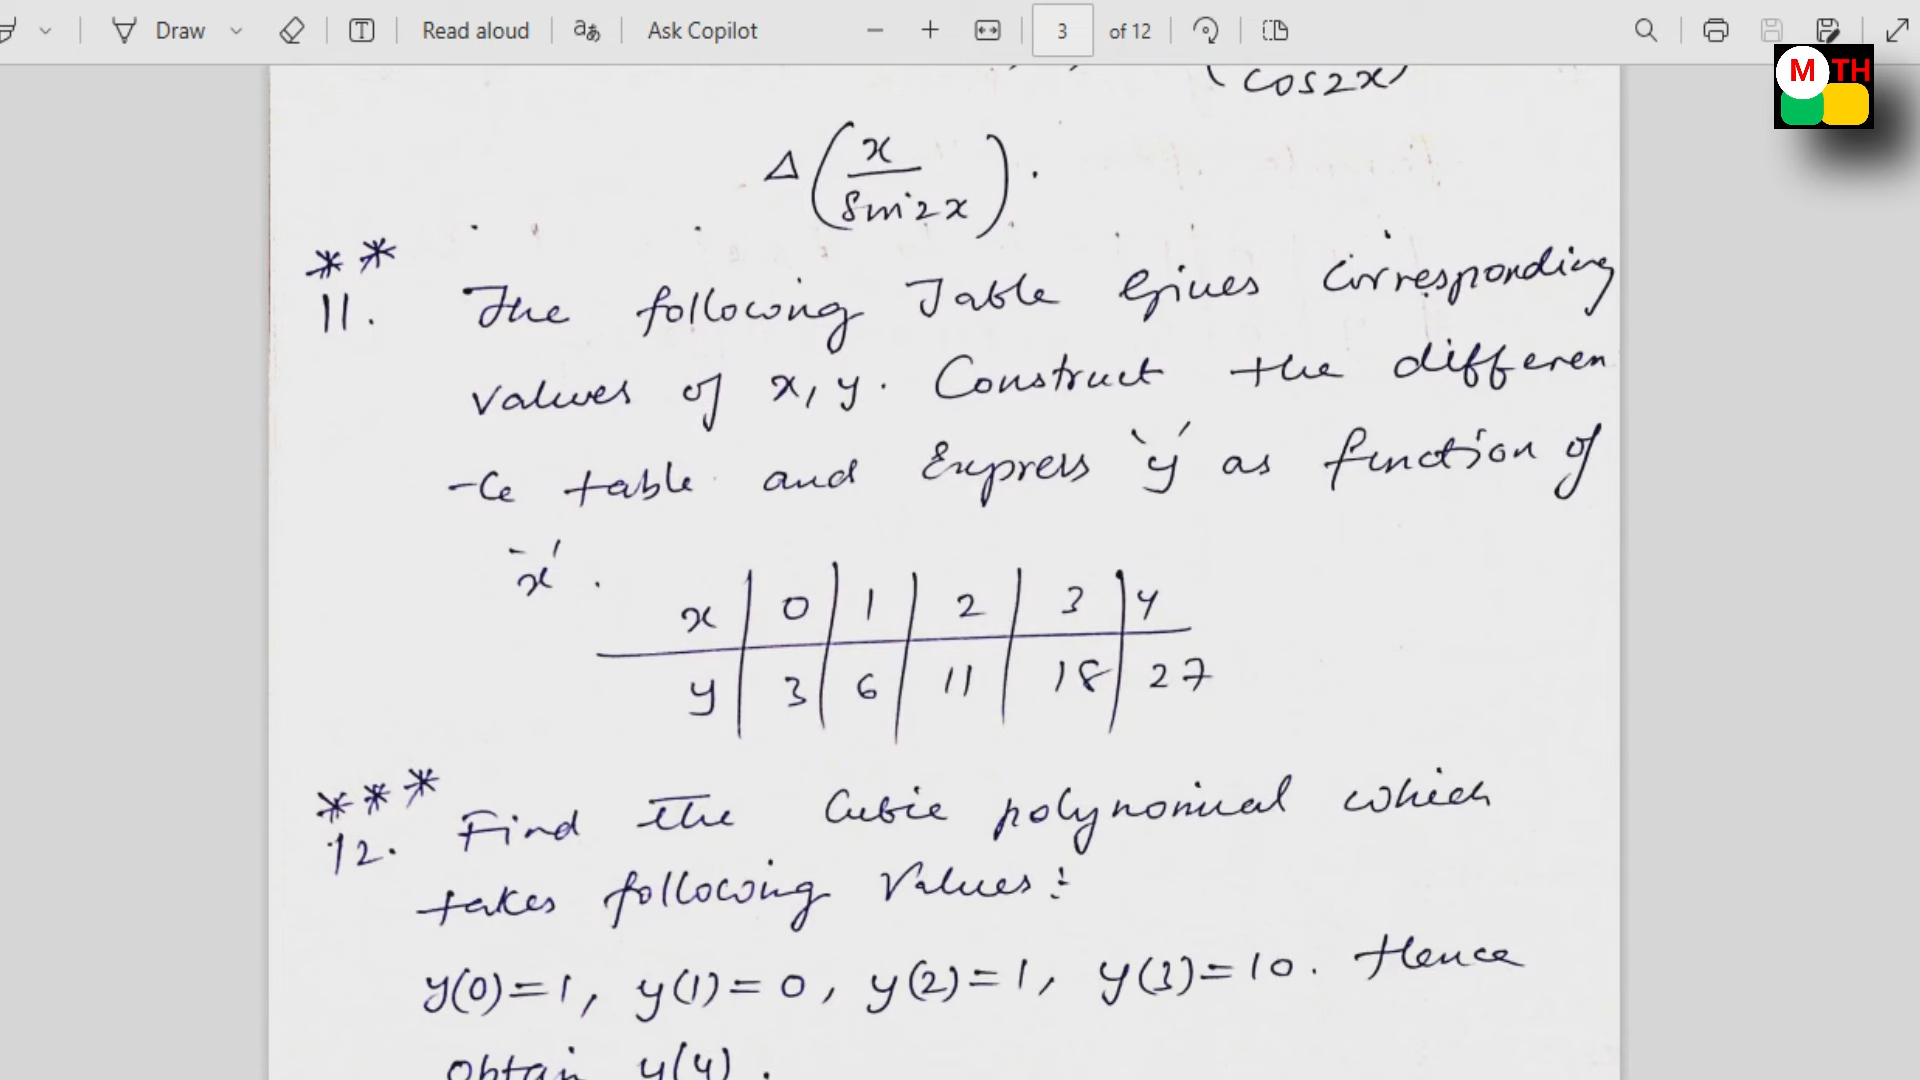 Draw Read aloud aあ Ask Copilot 3 of 12
M TH
cos2x)
Δ(x/Sin2x).
**
11. The following Table Gives Corresponding
values of x, y. Construct the differen
-ce table and Express 'y' as function of
'x'.
x | 0 | 1 | 2 | 3 | 4
y | 3 | 6 | 11 | 18 | 27
***
12. Find the Cubic polynomial which
takes following Values:
y(0)=1, y(1)=0, y(2)=1, y(3)=10. Hence
obtain y(4).